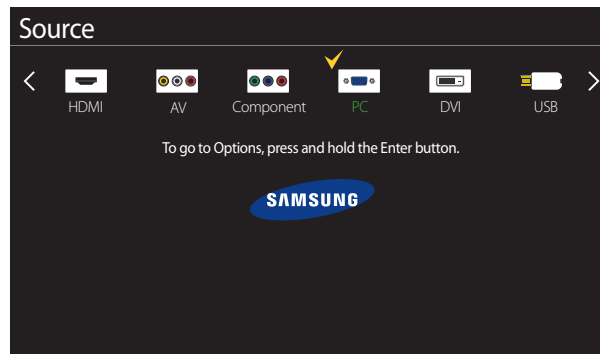 Source
HDMI AV Component PC DVI USB
To go to Options, press and hold the Enter button.
SAMSUNG